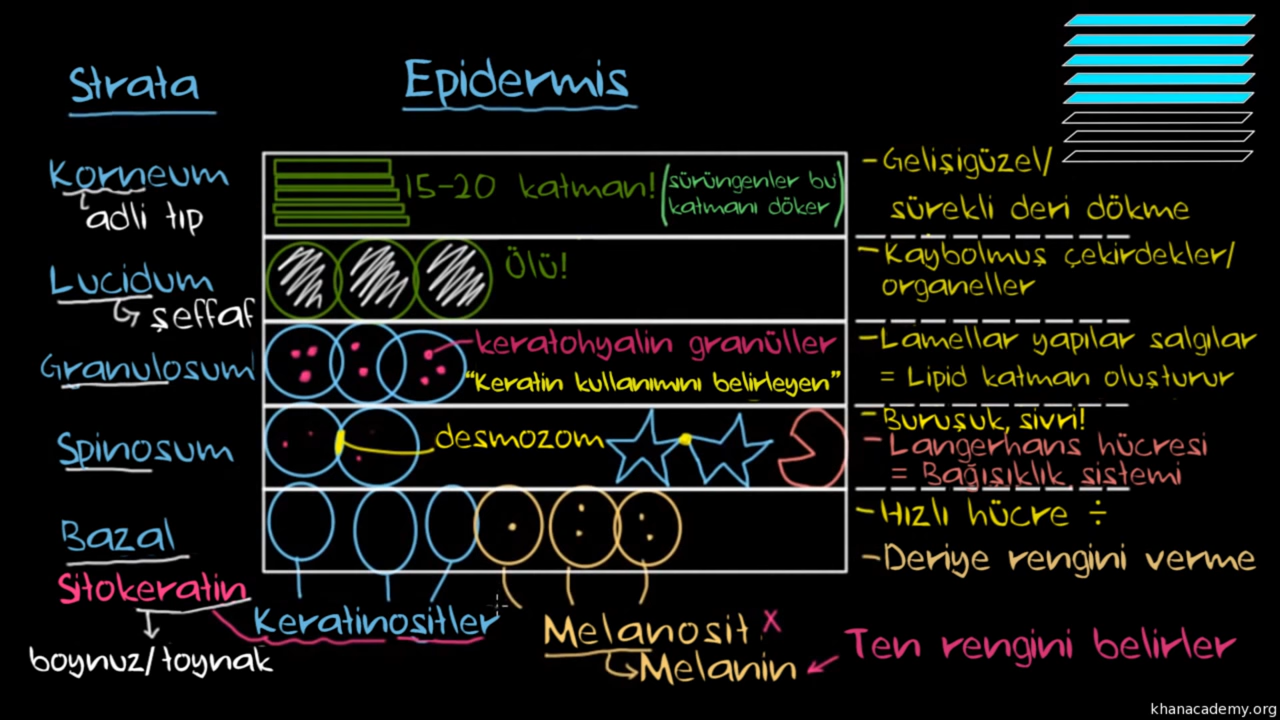 Strata
Epidermis
Korneum
adli tıp
15-20 katman!
(sürüngenler bu
katmanı döker)
-Gelişigüzel/
sürekli deri dökme
Lucidum
şeffaf
Ölü!
-Kaybolmuş çekirdekler/
organeller
Granulosum
keratohyalin granüller
"Keratin kullanımını belirleyen"
-Lamellar yapılar salgılar
= Lipid katman oluşturur
Spinosum
desmozom
-Buruşuk, sivri!
-Langerhans hücresi
= Bağışıklık sistemi
Bazal
-Hızlı hücre ÷
-Deriye rengini verme
Sitokeratin
boynuz/toynak
Keratinositler
Melanosit x
Melanin
Ten rengini belirler
khanacademy.org